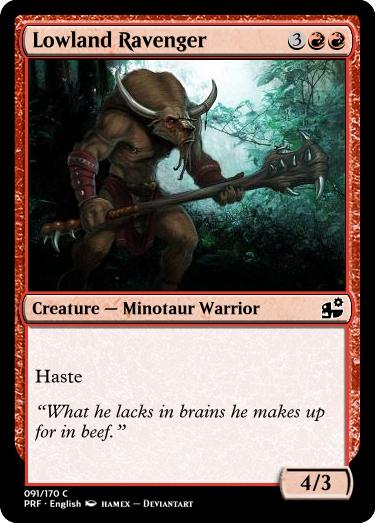 Lowland Ravenger 3
Creature — Minotaur Warrior
Haste
“What he lacks in brains he makes up
for in beef.”
4/3
091/170 C
PRF • English HAMEX — DEVIANTART